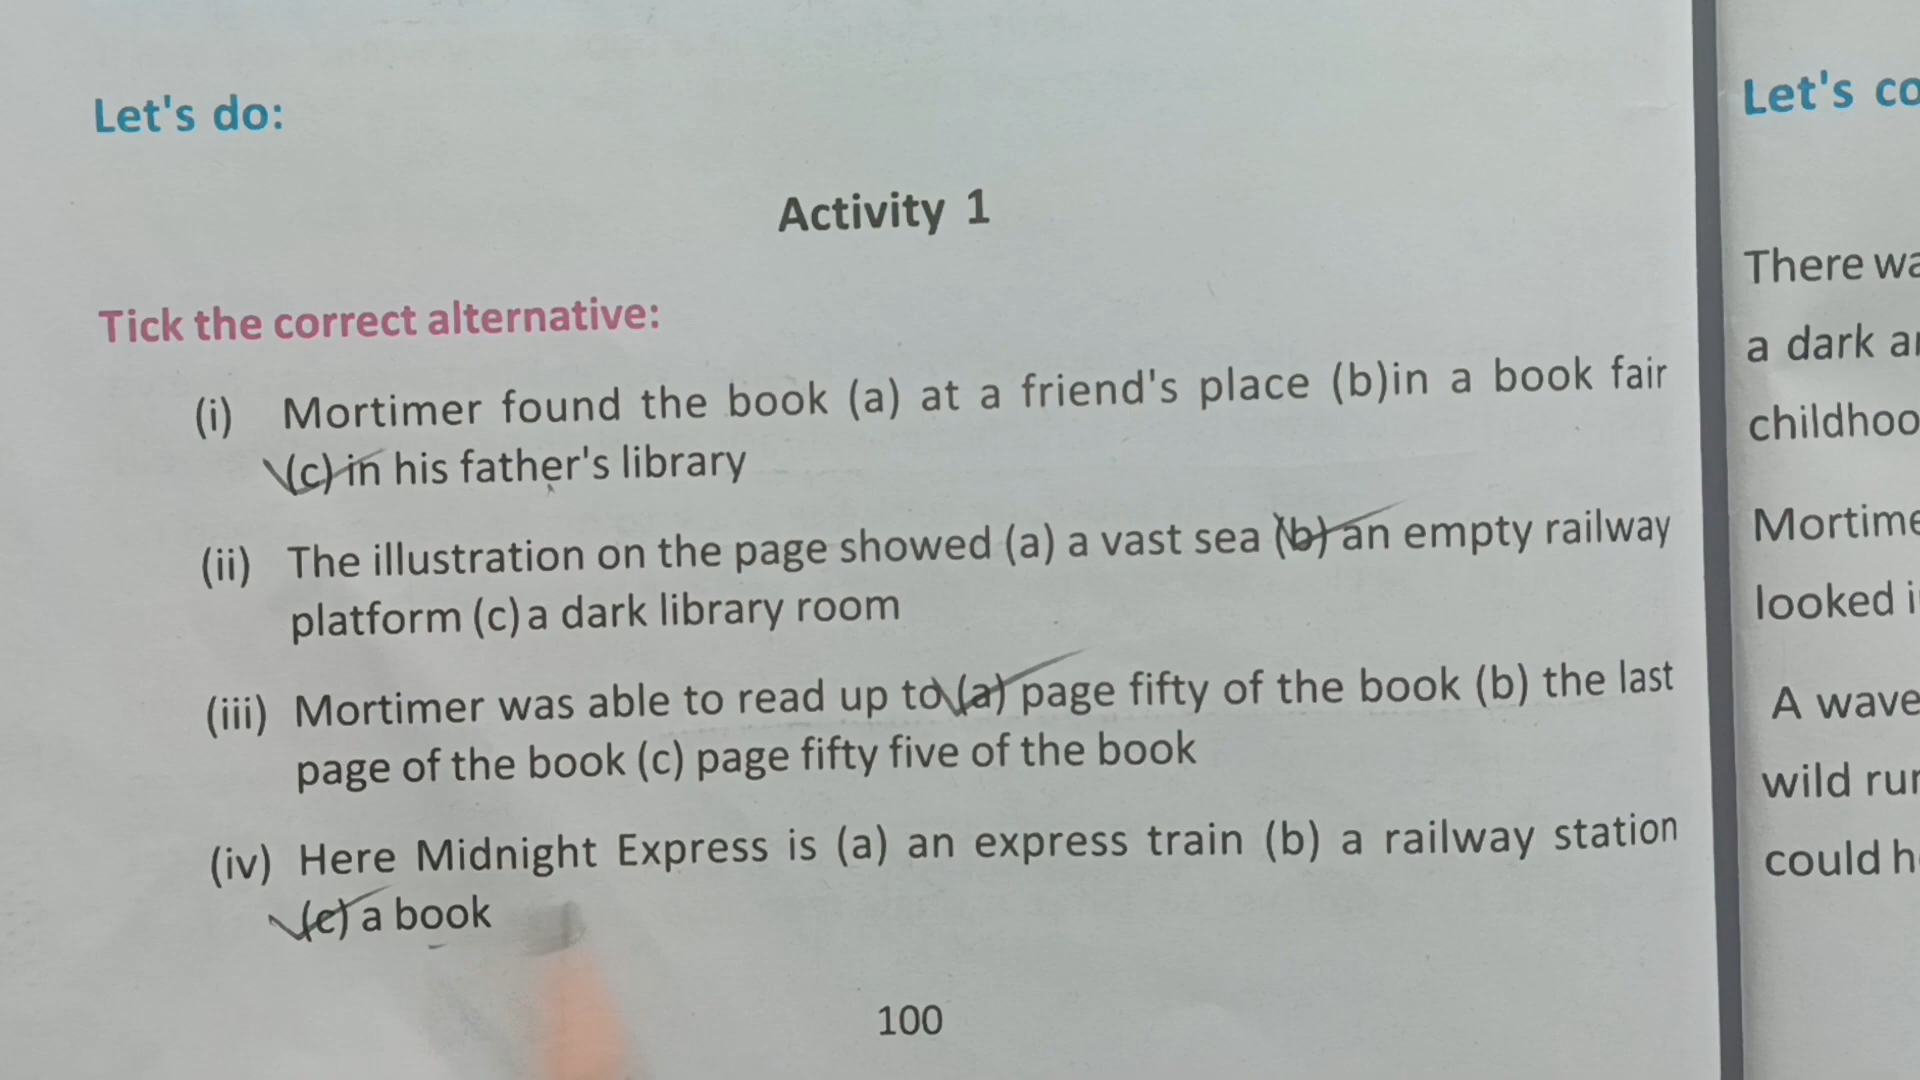 Let's do:
Activity 1
Tick the correct alternative:
(i) Mortimer found the book (a) at a friend's place (b)in a book fair
(c) in his father's library
(ii) The illustration on the page showed (a) a vast sea (b) an empty railway
platform (c) a dark library room
(iii) Mortimer was able to read up to (a) page fifty of the book (b) the last
page of the book (c) page fifty five of the book
(iv) Here Midnight Express is (a) an express train (b) a railway station
(c) a book
100
Let's
There
a dark
Mortime
looked
A wave
wild
could